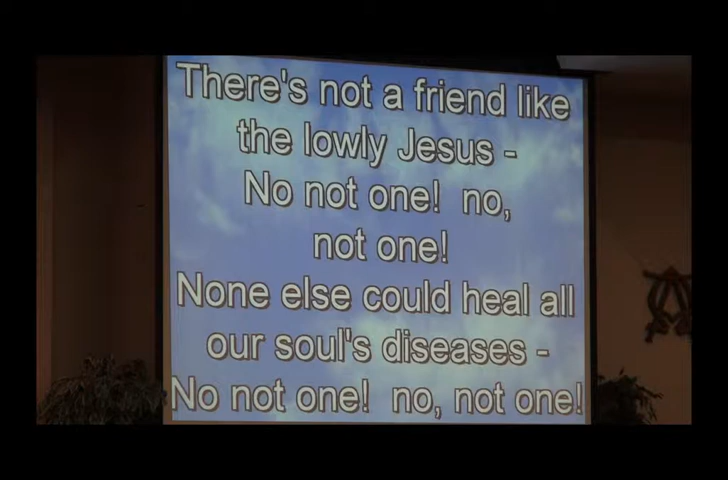 There's not a friend like
the lowly Jesus -
No not one!  no,
not one!
None else could heal all
our soul's diseases -
No not one!  no, not one!